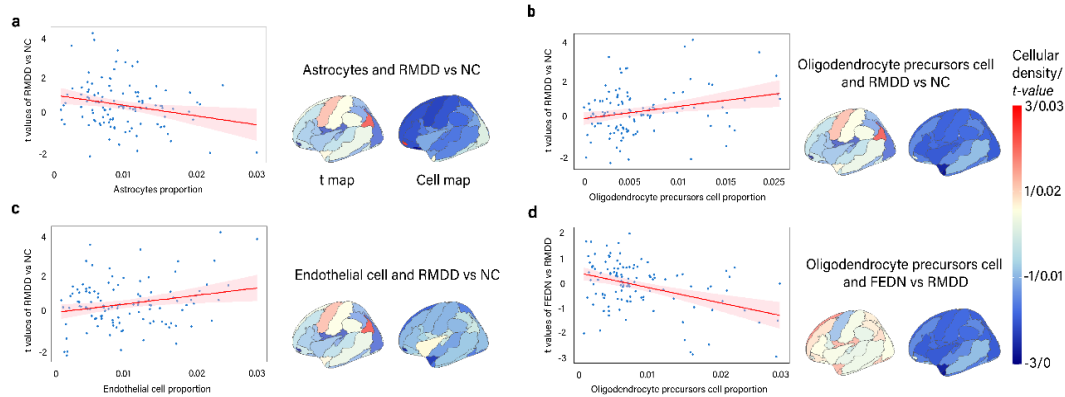 a
t values of RMDD vs NC
4
2
0
-2
0
0.01
0.02
0.03
Astrocytes proportion
Astrocytes and RMDD vs NC
t map
Cell map
b
t values of RMDD vs NC
4
2
0
-2
0
0.005
0.01
0.015
0.02
0.025
Oligodendrocyte precursors cell proportion
Oligodendrocyte precursors cell
and RMDD vs NC
Cellular
density/
t-value
3/0.03
1/0.02
-1/0.01
-3/0
c
t values of RMDD vs NC
4
2
0
-2
0
0.01
0.02
0.03
Endothelial cell proportion
Endothelial cell and RMDD vs NC
d
t values of FEDN vs RMDD
2
1
0
-1
-2
-3
0
0.01
0.02
0.03
Oligodendrocyte precursors cell proportion
Oligodendrocyte precursors cell
and FEDN vs RMDD